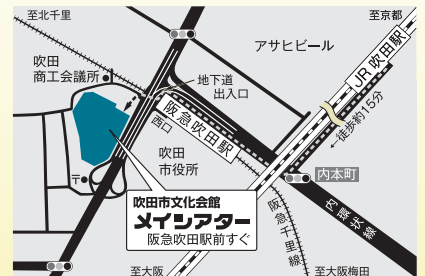 至北千里
至京都
アサヒビール
吹田
商工会議所
地下道
出入口
JR吹田駅
←徒歩約15分
阪急吹田駅
西口
吹田
市役所
〒
内本町
吹田市文化会館
メイシアター
阪急吹田駅前すぐ
阪急千里線
内環状線
至大阪
至大阪梅田